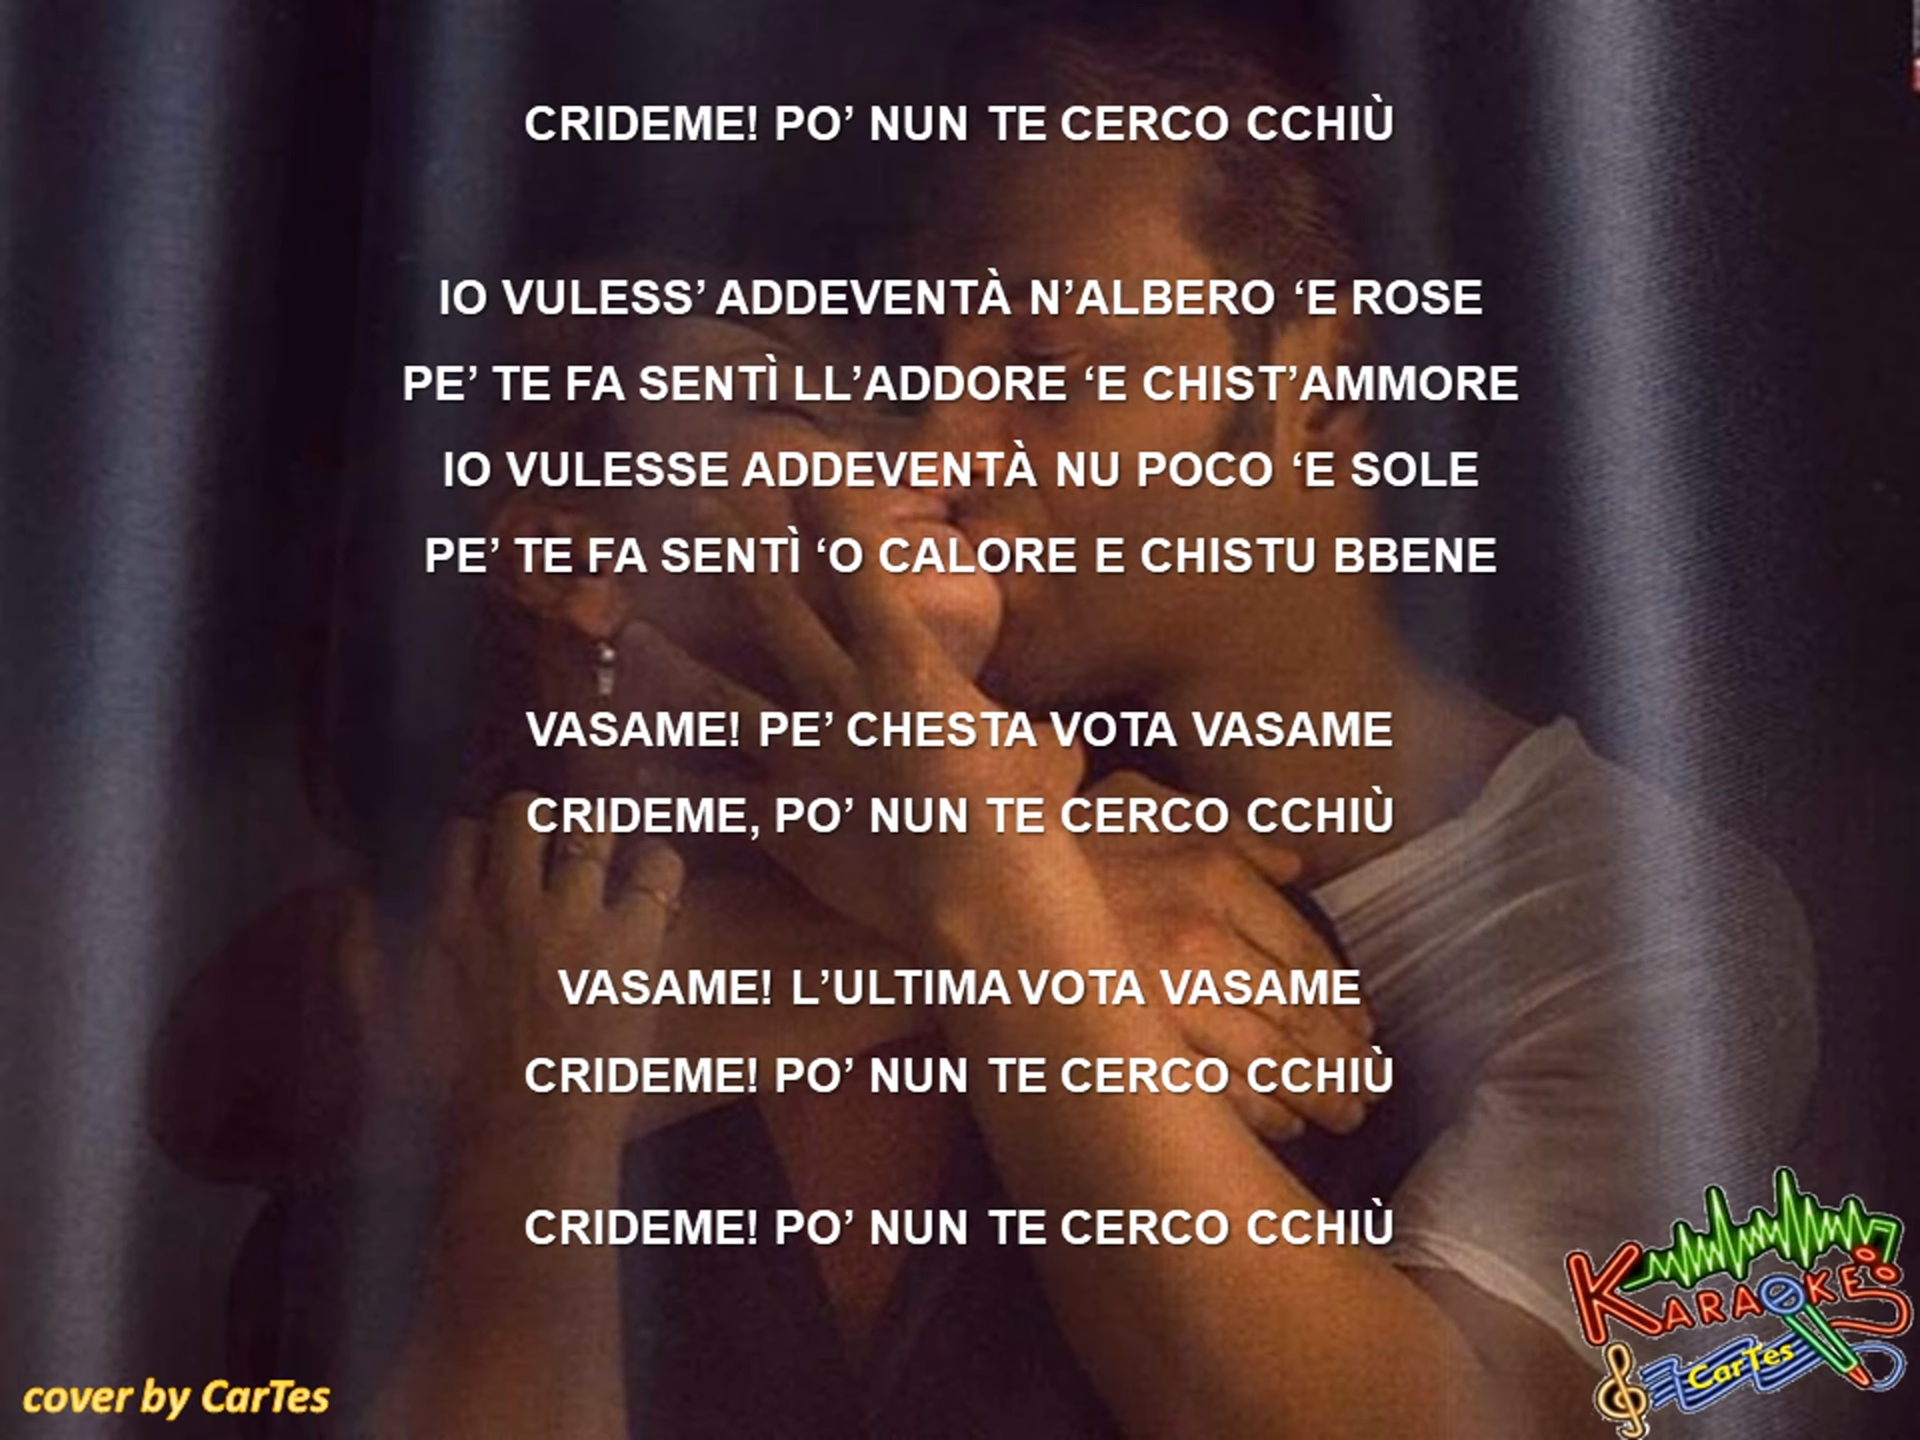 CRIDEME! PO’ NUN TE CERCO CCHIÙ
IO VULESS’ ADDEVENTÀ N’ALBERO ‘E ROSE
PE’ TE FA SENTÌ LL’ADDORE ‘E CHIST’AMMORE
IO VULESSE ADDEVENTÀ NU POCO ‘E SOLE
PE’ TE FA SENTÌ ‘O CALORE E CHISTU BBENE
VASAME! PE’ CHESTA VOTA VASAME
CRIDEME, PO’ NUN TE CERCO CCHIÙ
VASAME! L’ULTIMA VOTA VASAME
CRIDEME! PO’ NUN TE CERCO CCHIÙ
CRIDEME! PO’ NUN TE CERCO CCHIÙ
KARAOKE
CarTes
cover by CarTes